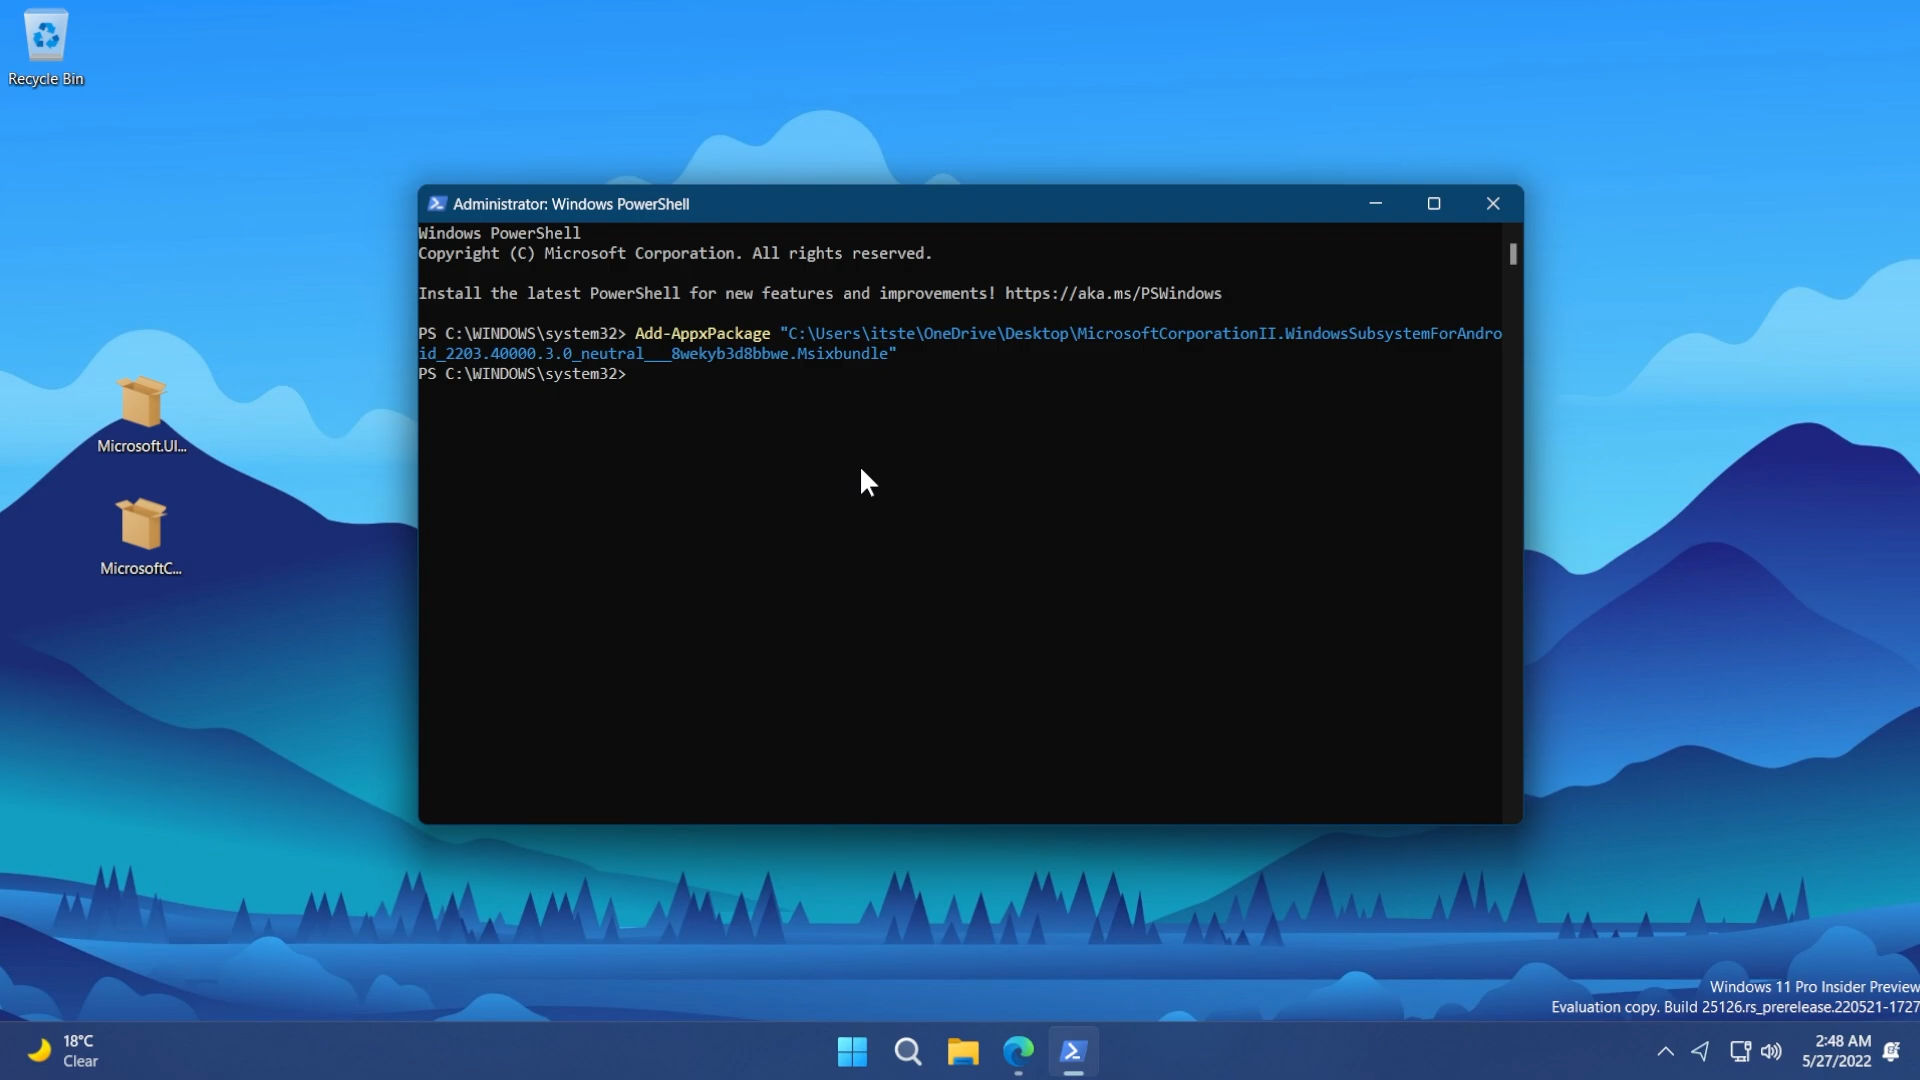 Recycle Bin
Administrator: Windows PowerShell
Windows PowerShell
Copyright (C) Microsoft Corporation. All rights reserved.
Install the latest PowerShell for new features and improvements! https://aka.ms/PSWindows
PS C:\WINDOWS\system32> Add-AppxPackage "C:\Users\itste\OneDrive\Desktop\MicrosoftCorporationII.WindowsSubsystemForAndro
id_2203.40000.3.0_neutral___8wekyb3d8bbwe.Msixbundle"
PS C:\WINDOWS\system32>
Microsoft.UI...
MicrosoftC...
Windows 11 Pro Insider Preview
Evaluation copy. Build 25126.rs_prerelease.220521-1727
18°C
Clear
2:48 AM
5/27/2022